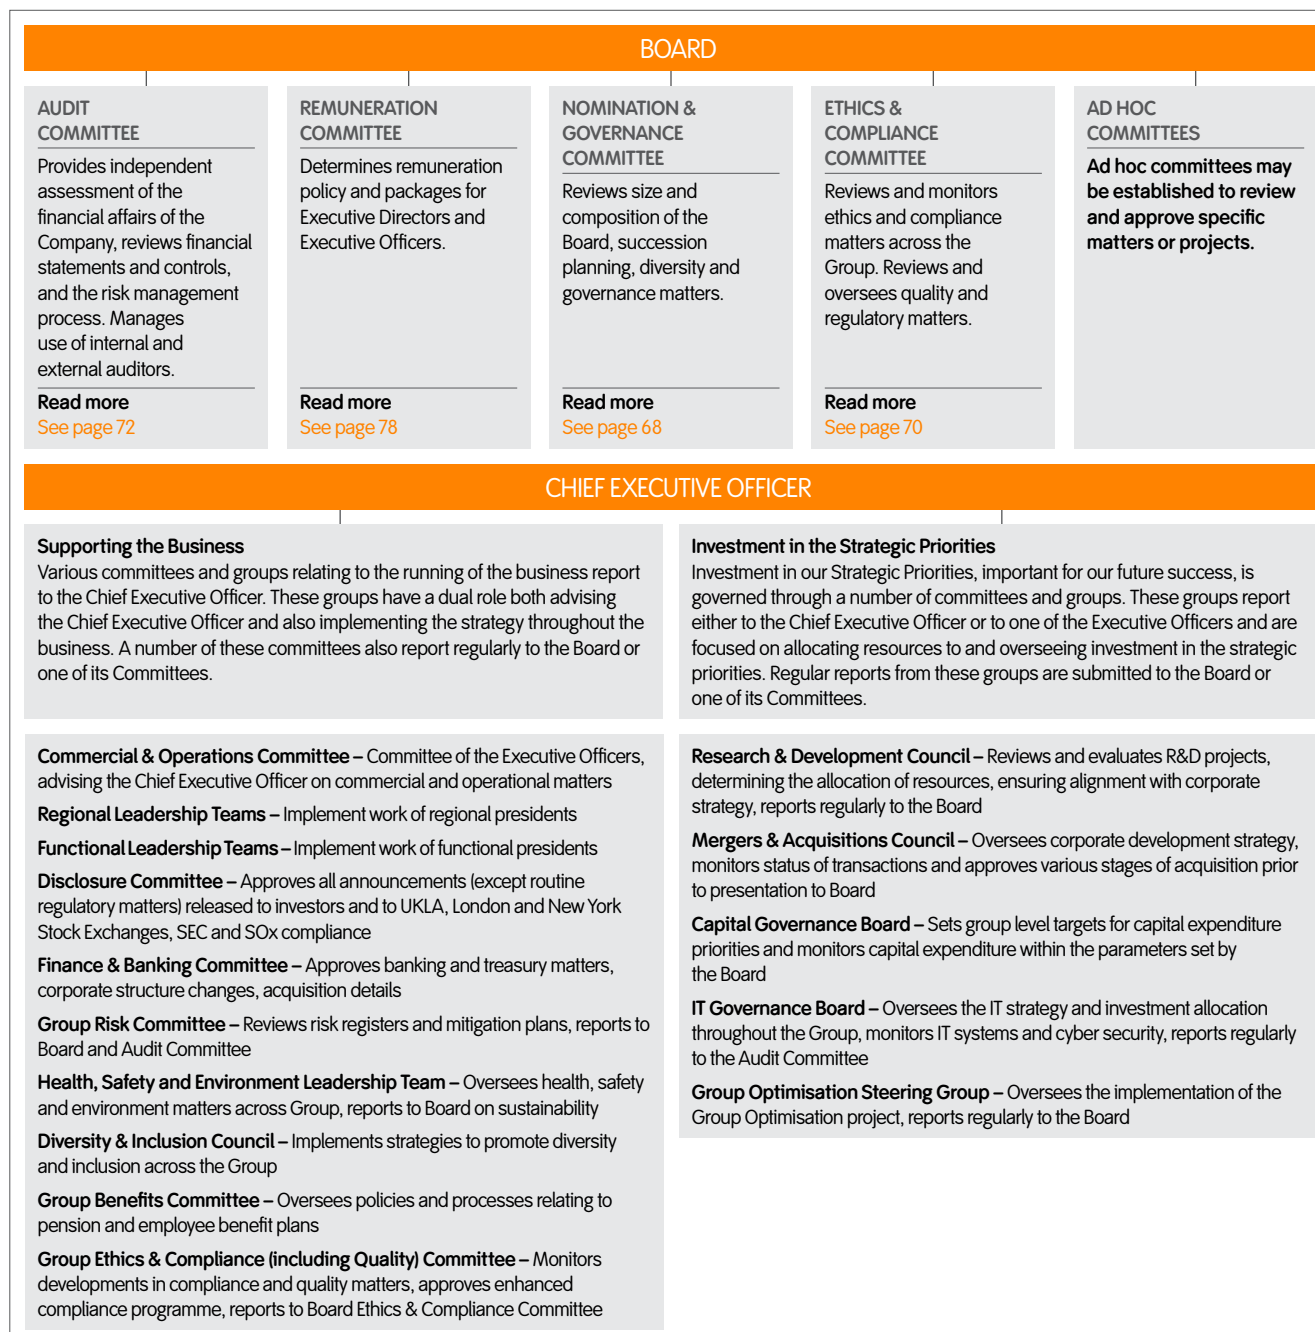 BOARD
AUDIT
COMMITTEE
Provides independent
assessment of the
financial affairs of the
Company, reviews financial
statements and controls,
and the risk management
process. Manages
use of internal and
external auditors.
Read more
See page 72
REMUNERATION
COMMITTEE
Determines remuneration
policy and packages for
Executive Directors and
Executive Officers.
Read more
See page 78
NOMINATION &
GOVERNANCE
COMMITTEE
Reviews size and
composition of the
Board, succession
planning, diversity and
governance matters.
Read more
See page 68
ETHICS &
COMPLIANCE
COMMITTEE
Reviews and monitors
ethics and compliance
matters across the
Group. Reviews and
oversees quality and
regulatory matters.
Read more
See page 70
AD HOC
COMMITTEES
Ad hoc committees may
be established to review
and approve specific
matters or projects.
CHIEF EXECUTIVE OFFICER
Supporting the Business
Various committees and groups relating to the running of the business report
to the Chief Executive Officer. These groups have a dual role both advising
the Chief Executive Officer and also implementing the strategy throughout the
business. A number of these committees also report regularly to the Board or
one of its Committees.
Commercial & Operations Committee – Committee of the Executive Officers,
advising the Chief Executive Officer on commercial and operational matters
Regional Leadership Teams – Implement work of regional presidents
Functional Leadership Teams – Implement work of functional presidents
Disclosure Committee – Approves all announcements (except routine
regulatory matters) released to investors and to UKLA, London and New York
Stock Exchanges, SEC and SOx compliance
Finance & Banking Committee – Approves banking and treasury matters,
corporate structure changes, acquisition details
Group Risk Committee – Reviews risk registers and mitigation plans, reports to
Board and Audit Committee
Health, Safety and Environment Leadership Team – Oversees health, safety
and environment matters across Group, reports to Board on sustainability
Diversity & Inclusion Council – Implements strategies to promote diversity
and inclusion across the Group
Group Benefits Committee – Oversees policies and processes relating to
pension and employee benefit plans
Group Ethics & Compliance (including Quality) Committee – Monitors
developments in compliance and quality matters, approves enhanced
compliance programme, reports to Board Ethics & Compliance Committee
Investment in the Strategic Priorities
Investment in our Strategic Priorities, important for our future success, is
governed through a number of committees and groups. These groups report
either to the Chief Executive Officer or to one of the Executive Officers and are
focused on allocating resources to and overseeing investment in the strategic
priorities. Regular reports from these groups are submitted to the Board or
one of its Committees.
Research & Development Council – Reviews and evaluates R&D projects,
determining the allocation of resources, ensuring alignment with corporate
strategy, reports regularly to the Board
Mergers & Acquisitions Council – Oversees corporate development strategy,
monitors status of transactions and approves various stages of acquisition prior
to presentation to Board
Capital Governance Board – Sets group level targets for capital expenditure
priorities and monitors capital expenditure within the parameters set by
the Board
IT Governance Board – Oversees the IT strategy and investment allocation
throughout the Group, monitors IT systems and cyber security, reports regularly
to the Audit Committee
Group Optimisation Steering Group – Oversees the implementation of the
Group Optimisation project, reports regularly to the Board